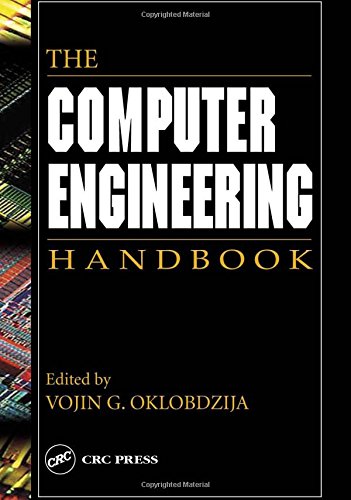 THE
COMPUTER
ENGINEERING
HANDBOOK
Edited by
VOJIN G. OKLOBDZIJA
CRC
CRC PRESS